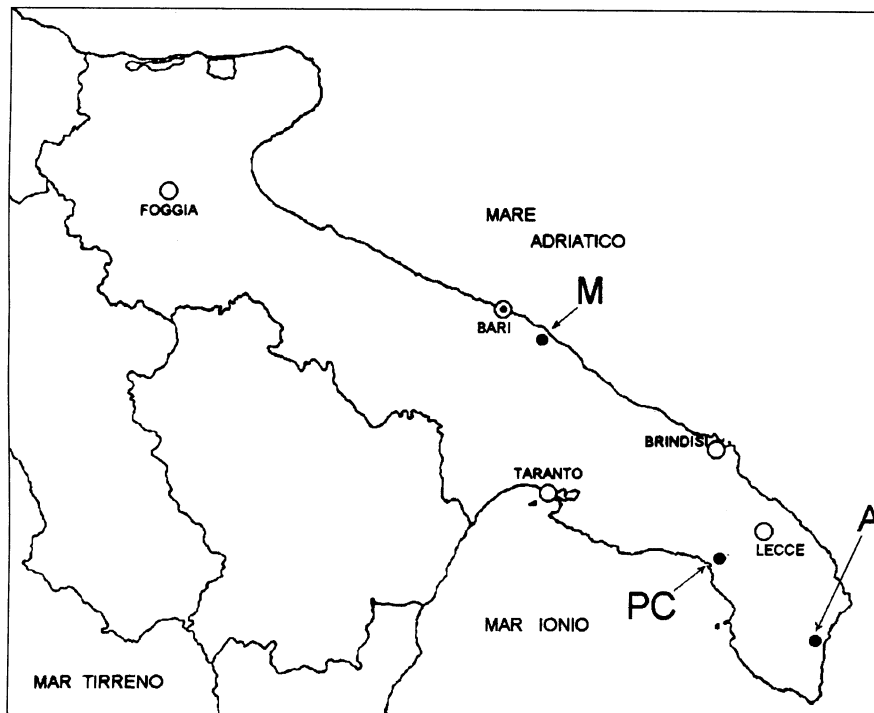 FOGGIA
MARE
ADRIATICO
M
BARI
BRINDISI
TARANTO
A
LECCE
PC
MAR IONIO
MAR TIRRENO